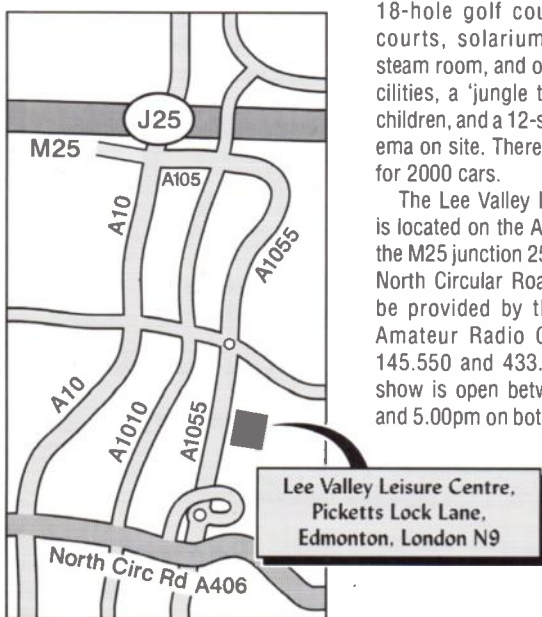 J25
M25
A105
A10
A1055
A10
A1010
A1055
North Circ Rd A406
Lee Valley Leisure Centre,
Picketts Lock Lane,
Edmonton, London N9
18-hole golf cou
courts, solarium
steam room, and o
cilities, a ‘jungle t
children, and a 12-s
ema on site. There
for 2000 cars.
The Lee Valley l
is located on the A
the M25 junction 25
North Circular Roa
be provided by th
Amateur Radio C
145.550 and 433.
show is open betw
and 5.00pm on bot